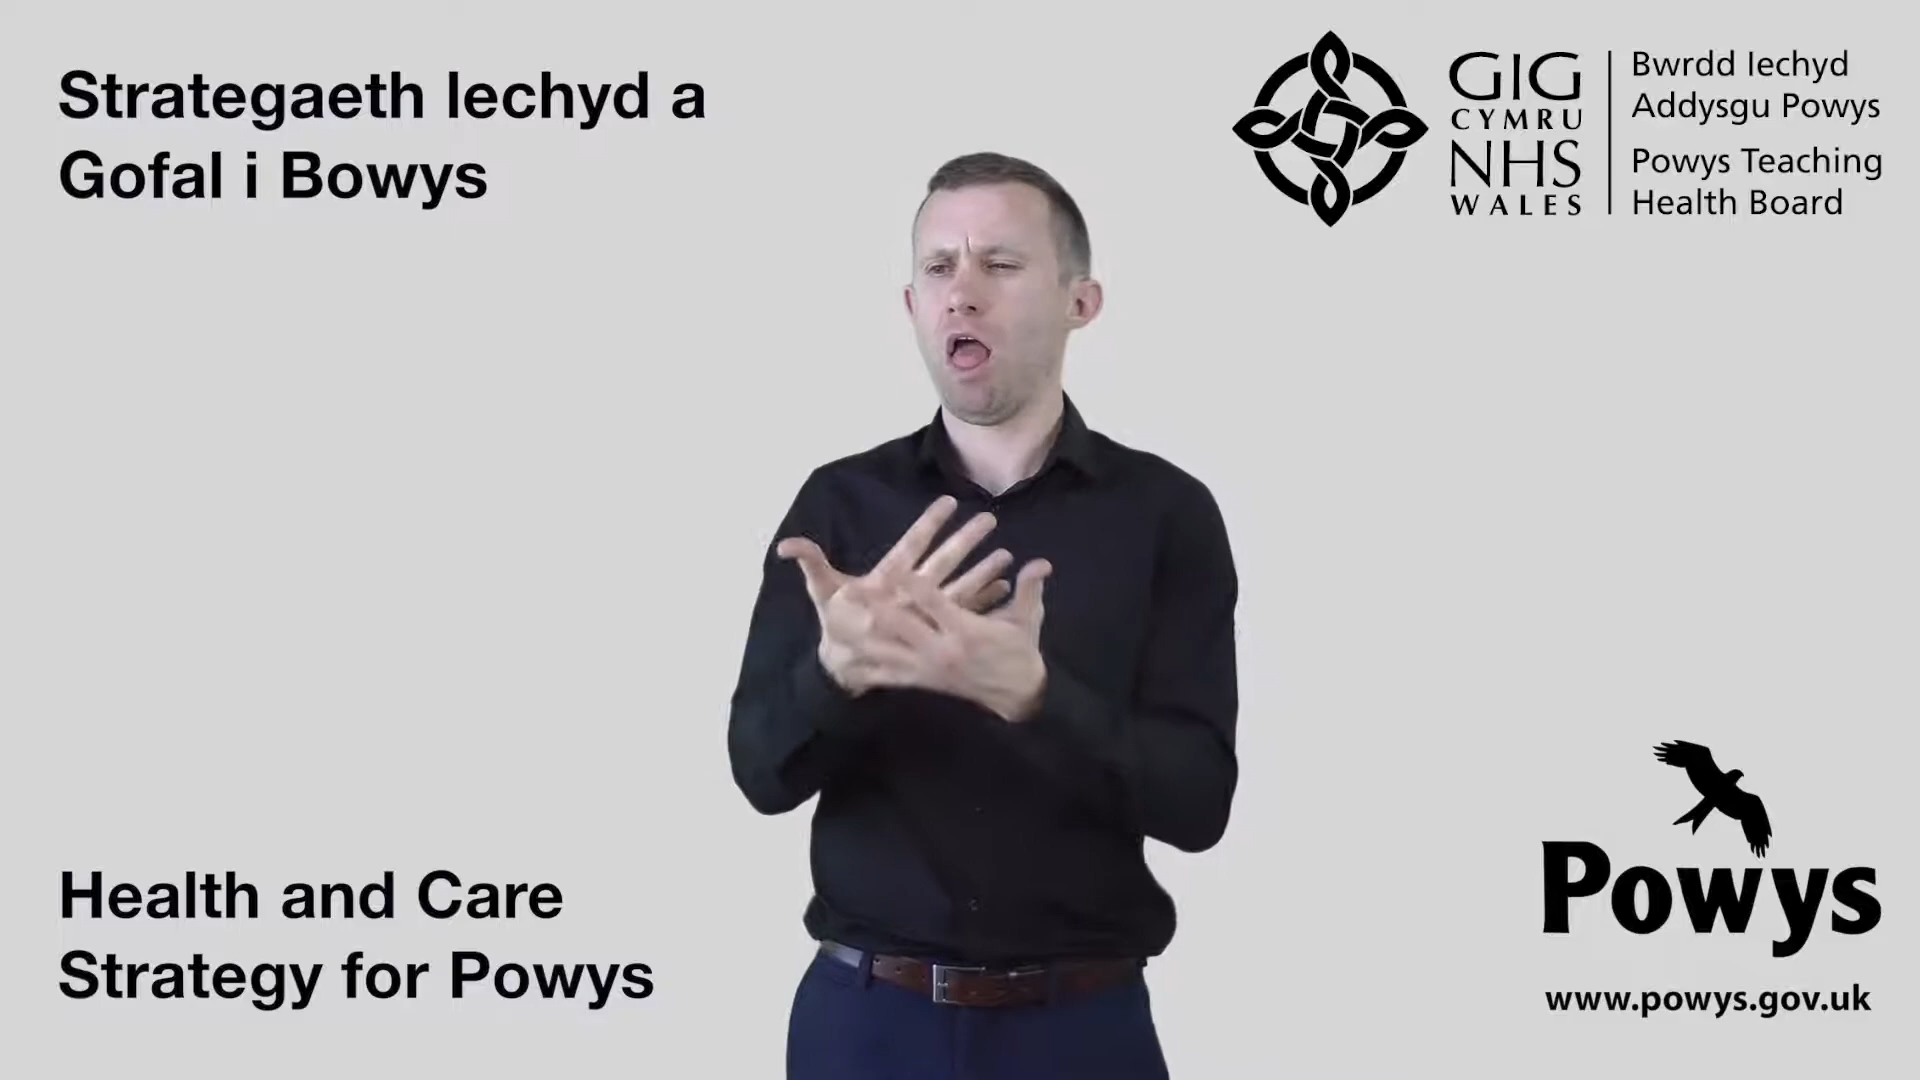 Strategaeth Iechyd a
Gofal i Bowys
GIG
CYMRU
NHS
WALES
Bwrdd Iechyd
Addysgu Powys
Powys Teaching
Health Board
Health and Care
Strategy for Powys
Powys
www.powys.gov.uk